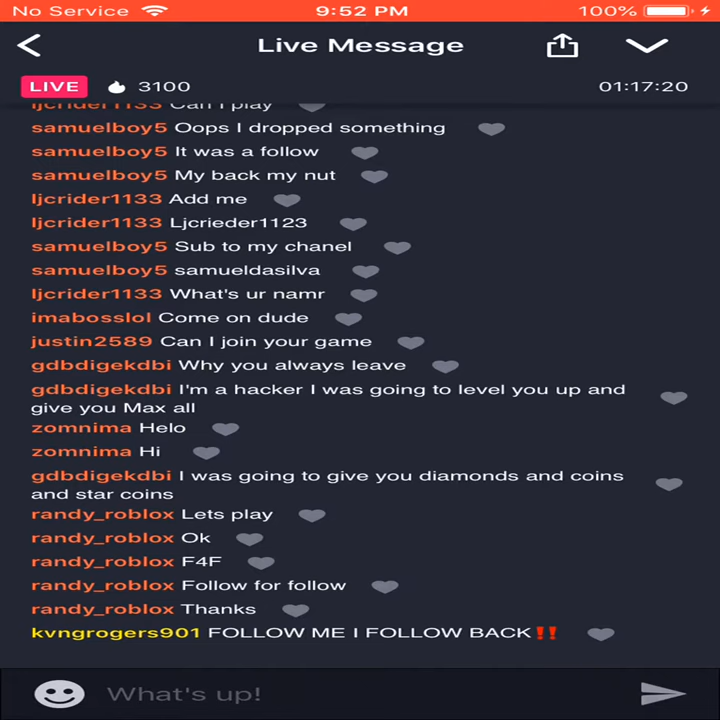 No Service 9:52 PM 100%
Live Message
LIVE 3100 01:17:20
ljcrider1133 Can I play
samuelboy5 Oops I dropped something
samuelboy5 It was a follow
samuelboy5 My back my nut
ljcrider1133 Add me
ljcrider1133 Ljcrieder1123
samuelboy5 Sub to my chanel
samuelboy5 samueldasilva
ljcrider1133 What's ur namr
imabosslol Come on dude
justin2589 Can I join your game
gdbdigekdbi Why you always leave
gdbdigekdbi I'm a hacker I was going to level you up and
give you Max all
zomnima Helo
zomnima Hi
gdbdigekdbi I was going to give you diamonds and coins
and star coins
randy_roblox Lets play
randy_roblox Ok
randy_roblox F4F
randy_roblox Follow for follow
randy_roblox Thanks
kvngrogers901 FOLLOW ME I FOLLOW BACK‼️
What's up!